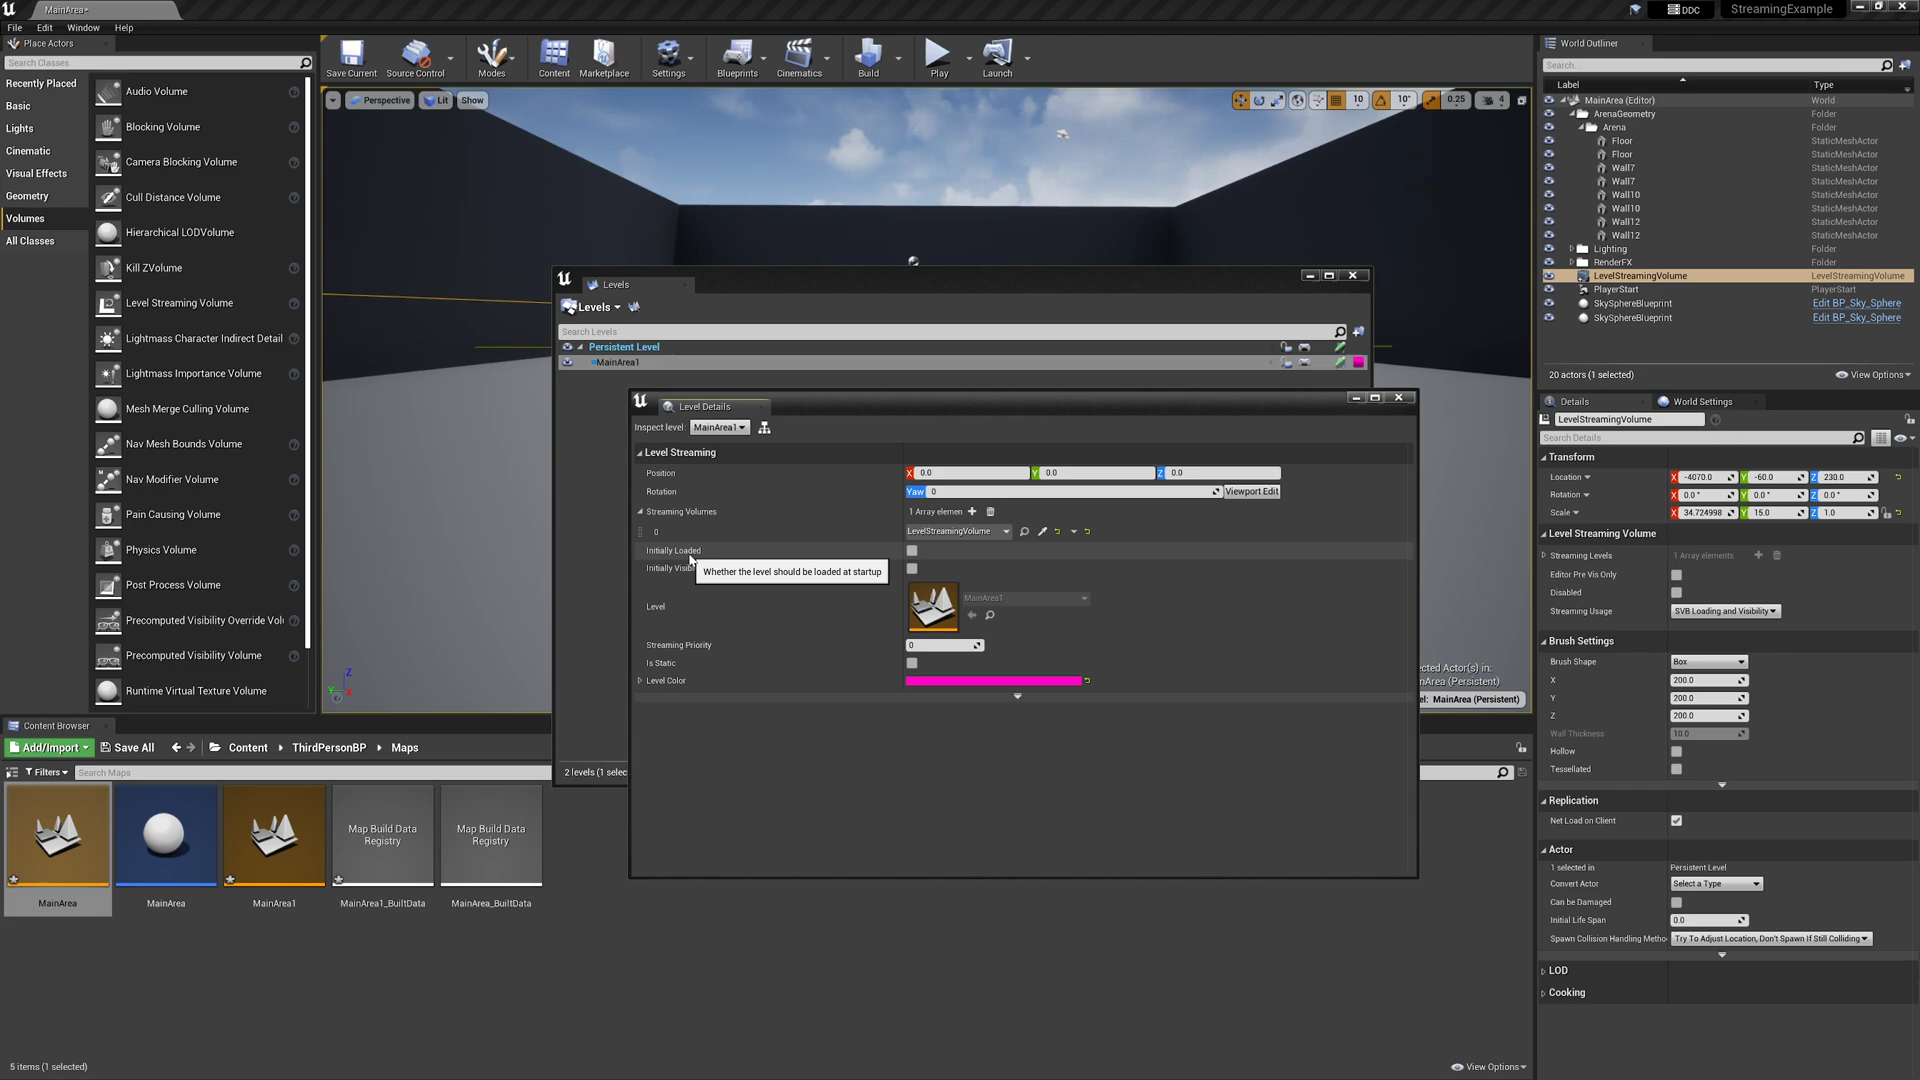 MainArea*
DDC
StreamingExample
File Edit Window Help
Place Actors
Search Classes
Recently Placed
Basic
Lights
Cinematic
Visual Effects
Geometry
Volumes
All Classes
Audio Volume
Blocking Volume
Camera Blocking Volume
Cull Distance Volume
Hierarchical LODVolume
Kill ZVolume
Level Streaming Volume
Lightmass Character Indirect Detail
Lightmass Importance Volume
Mesh Merge Culling Volume
Nav Mesh Bounds Volume
Nav Modifier Volume
Pain Causing Volume
Physics Volume
Post Process Volume
Precomputed Visibility Override Volu
Precomputed Visibility Volume
Runtime Virtual Texture Volume
Save Current
Source Control
Modes
Content
Marketplace
Settings
Blueprints
Cinematics
Build
Play
Launch
Perspective
Lit
Show
10
10°
0.25
4
Levels
Levels
Search Levels
Persistent Level
MainArea1
2 levels (1 selec
Level Details
Inspect level: MainArea1
Level Streaming
Position X 0.0 Y 0.0 Z 0.0
Rotation Yaw 0 Viewport Edit
Streaming Volumes 1 Array elemen
0 LevelStreamingVolume
Initially Loaded
Initially Visib
Whether the level should be loaded at startup
Level MainArea1
Streaming Priority 0
Is Static
Level Color
Z
Y X
ected Actor(s) in:
nArea (Persistent)
el: MainArea (Persistent)
World Outliner
Search...
Label Type
MainArea (Editor) World
ArenaGeometry Folder
Arena Folder
Floor StaticMeshActor
Floor StaticMeshActor
Wall7 StaticMeshActor
Wall7 StaticMeshActor
Wall10 StaticMeshActor
Wall10 StaticMeshActor
Wall12 StaticMeshActor
Wall12 StaticMeshActor
Lighting Folder
RenderFX Folder
LevelStreamingVolume LevelStreamingVolume
PlayerStart PlayerStart
SkySphereBlueprint Edit BP_Sky_Sphere
SkySphereBlueprint Edit BP_Sky_Sphere
20 actors (1 selected)
View Options
Details World Settings
LevelStreamingVolume
Search Details
Transform
Location X -4070.0 Y -60.0 Z 230.0
Rotation X 0.0° Y 0.0° Z 0.0°
Scale X 34.724998 Y 15.0 Z 1.0
Level Streaming Volume
Streaming Levels 1 Array elements
Editor Pre Vis Only
Disabled
Streaming Usage SVB Loading and Visibility
Brush Settings
Brush Shape Box
X 200.0
Y 200.0
Z 200.0
Wall Thickness 10.0
Hollow
Tessellated
Replication
Net Load on Client
Actor
1 selected in Persistent Level
Convert Actor Select a Type
Can be Damaged
Initial Life Span 0.0
Spawn Collision Handling Metho Try To Adjust Location, Don't Spawn If Still Colliding
LOD
Cooking
Content Browser
Add/Import Save All Content ThirdPersonBP Maps
Filters Search Maps
Map Build Data
Registry
Map Build Data
Registry
MainArea
MainArea
MainArea1
MainArea1_BuiltData
MainArea_BuiltData
5 items (1 selected)
View Options